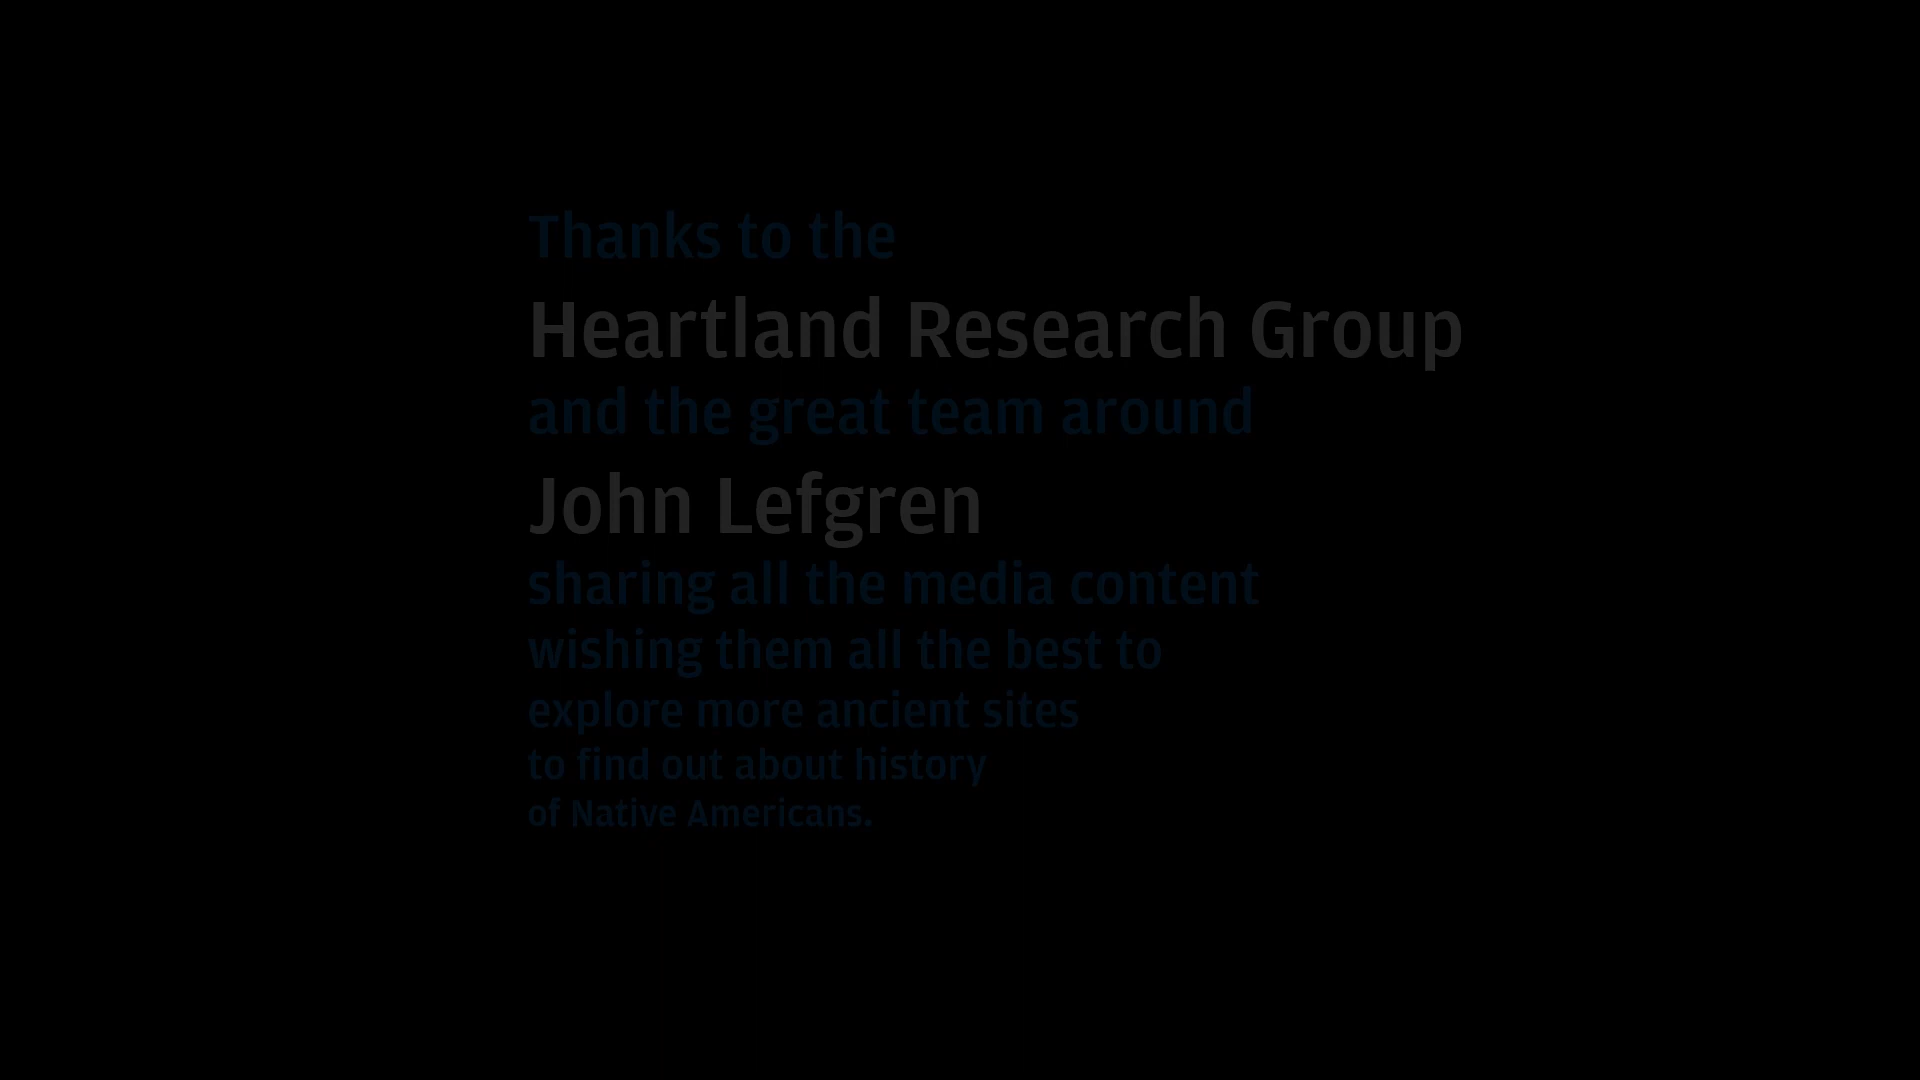 Thanks to the
Heartland Research Group
and the great team around
John Lefgren
sharing all the media content
wishing them all the best to
explore more ancient sites
to find out about history
of Native Americans.